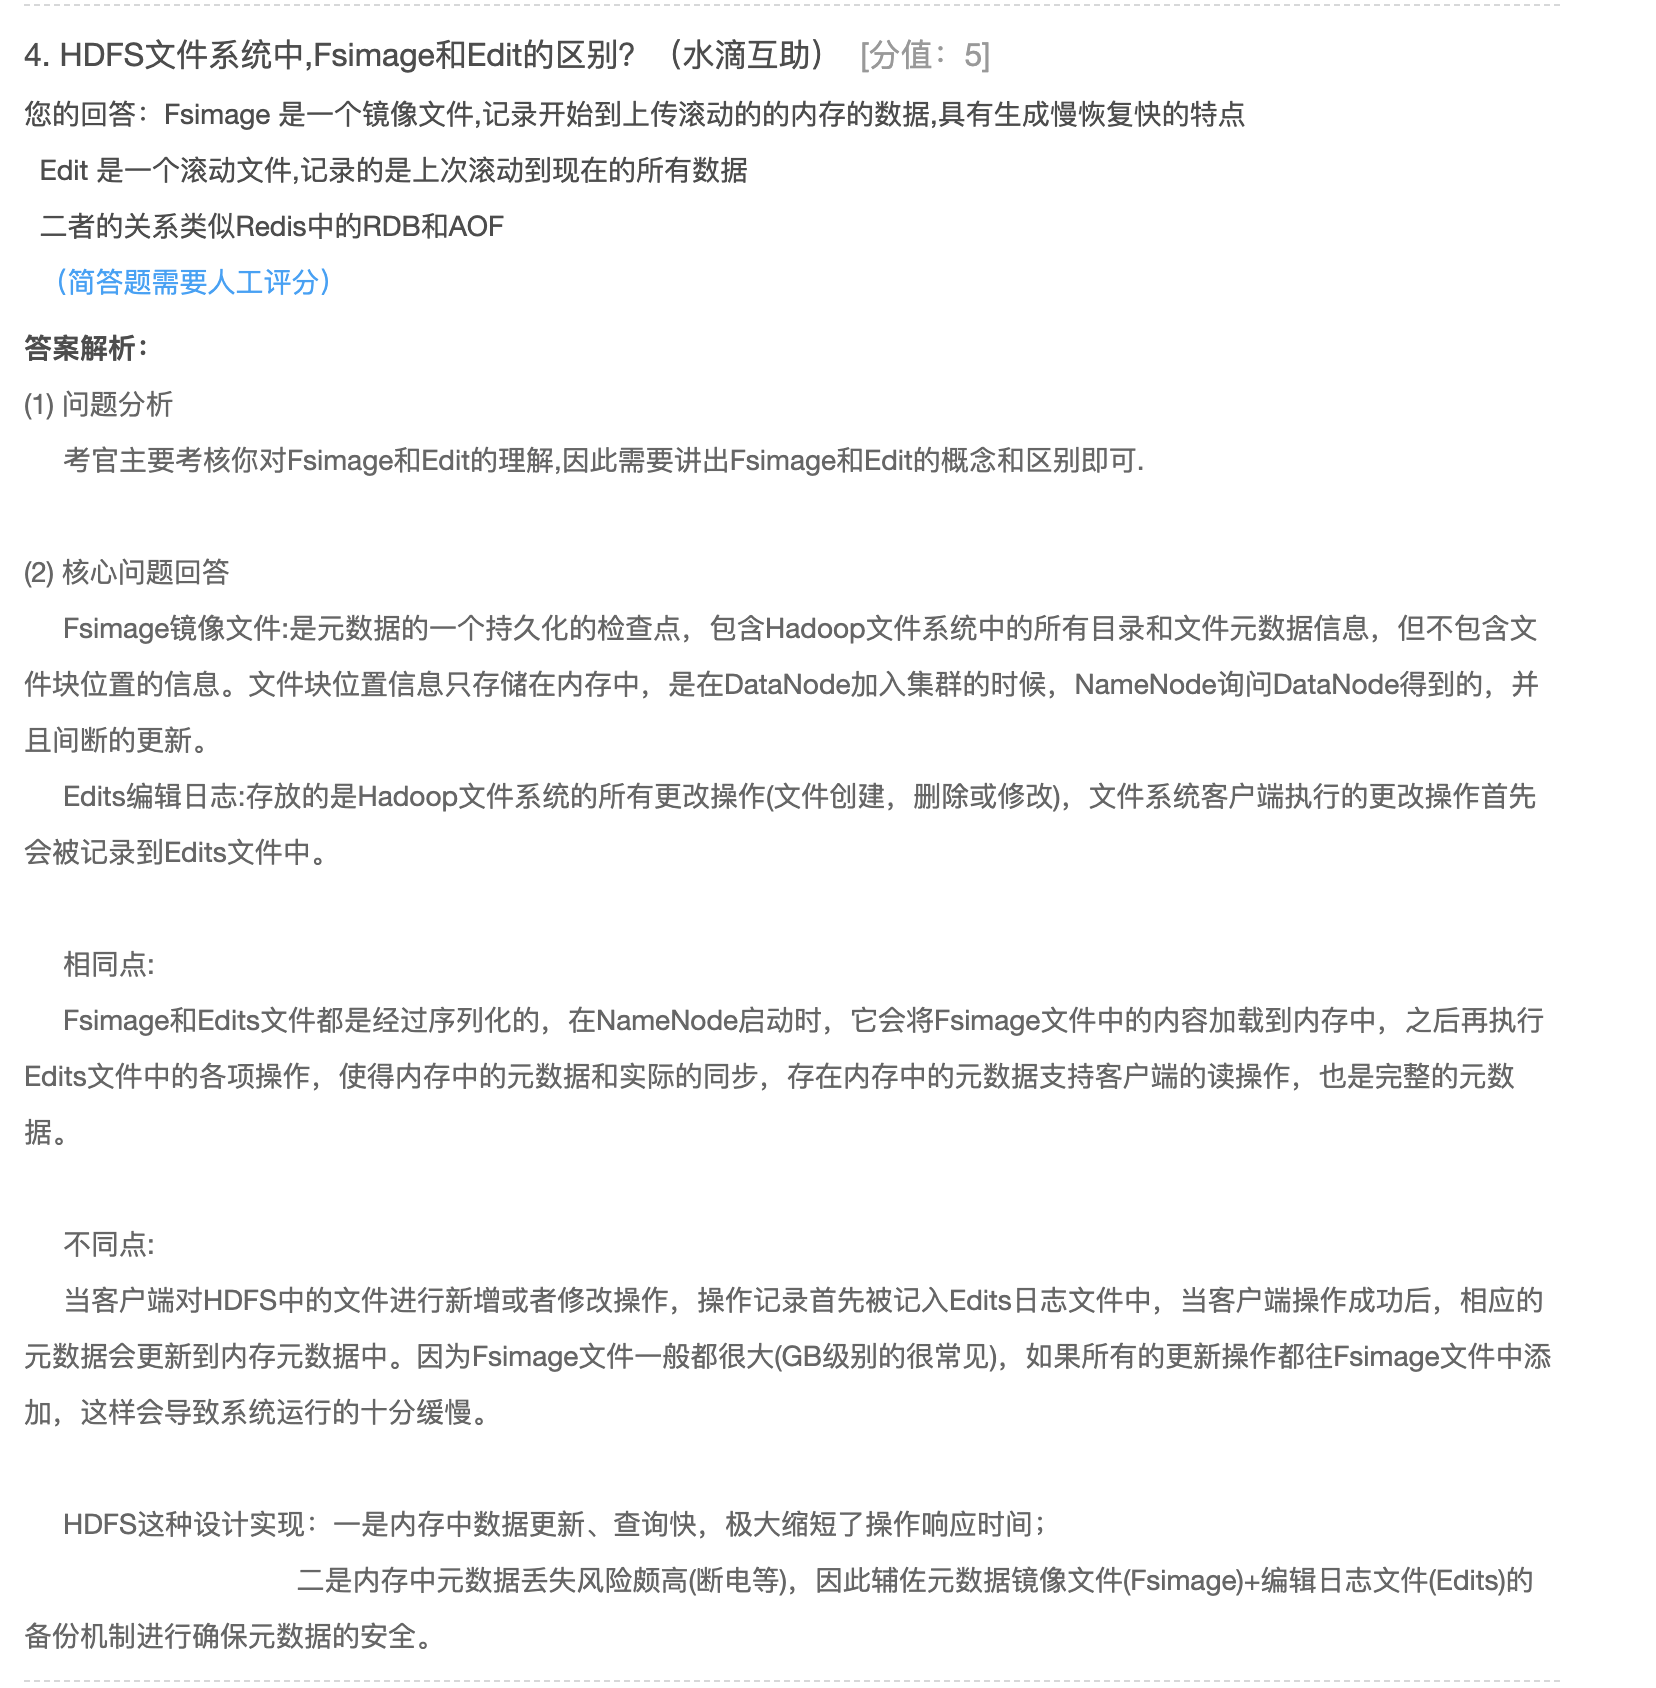 4. HDFS文件系统中,Fsimage和Edit的区别？（水滴互助） [分值：5]
您的回答：Fsimage 是一个镜像文件,记录开始到上传滚动的的内存的数据,具有生成慢恢复快的特点
Edit 是一个滚动文件,记录的是上次滚动到现在的所有数据
二者的关系类似Redis中的RDB和AOF
（简答题需要人工评分）
答案解析：
(1) 问题分析
考官主要考核你对Fsimage和Edit的理解,因此需要讲出Fsimage和Edit的概念和区别即可.
(2) 核心问题回答
Fsimage镜像文件:是元数据的一个持久化的检查点，包含Hadoop文件系统中的所有目录和文件元数据信息，但不包含文
件块位置的信息。文件块位置信息只存储在内存中，是在DataNode加入集群的时候，NameNode询问DataNode得到的，并
且间断的更新。
Edits编辑日志:存放的是Hadoop文件系统的所有更改操作(文件创建，删除或修改)，文件系统客户端执行的更改操作首先
会被记录到Edits文件中。
相同点:
Fsimage和Edits文件都是经过序列化的，在NameNode启动时，它会将Fsimage文件中的内容加载到内存中，之后再执行
Edits文件中的各项操作，使得内存中的元数据和实际的同步，存在内存中的元数据支持客户端的读操作，也是完整的元数
据。
不同点:
当客户端对HDFS中的文件进行新增或者修改操作，操作记录首先被记入Edits日志文件中，当客户端操作成功后，相应的
元数据会更新到内存元数据中。因为Fsimage文件一般都很大(GB级别的很常见)，如果所有的更新操作都往Fsimage文件中添
加，这样会导致系统运行的十分缓慢。
HDFS这种设计实现：一是内存中数据更新、查询快，极大缩短了操作响应时间；
二是内存中元数据丢失风险颇高(断电等)，因此辅佐元数据镜像文件(Fsimage)+编辑日志文件(Edits)的
备份机制进行确保元数据的安全。